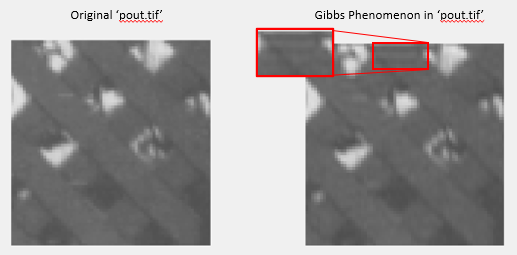 Original ‘pout.tif’
Gibbs Phenomenon in ‘pout.tif’